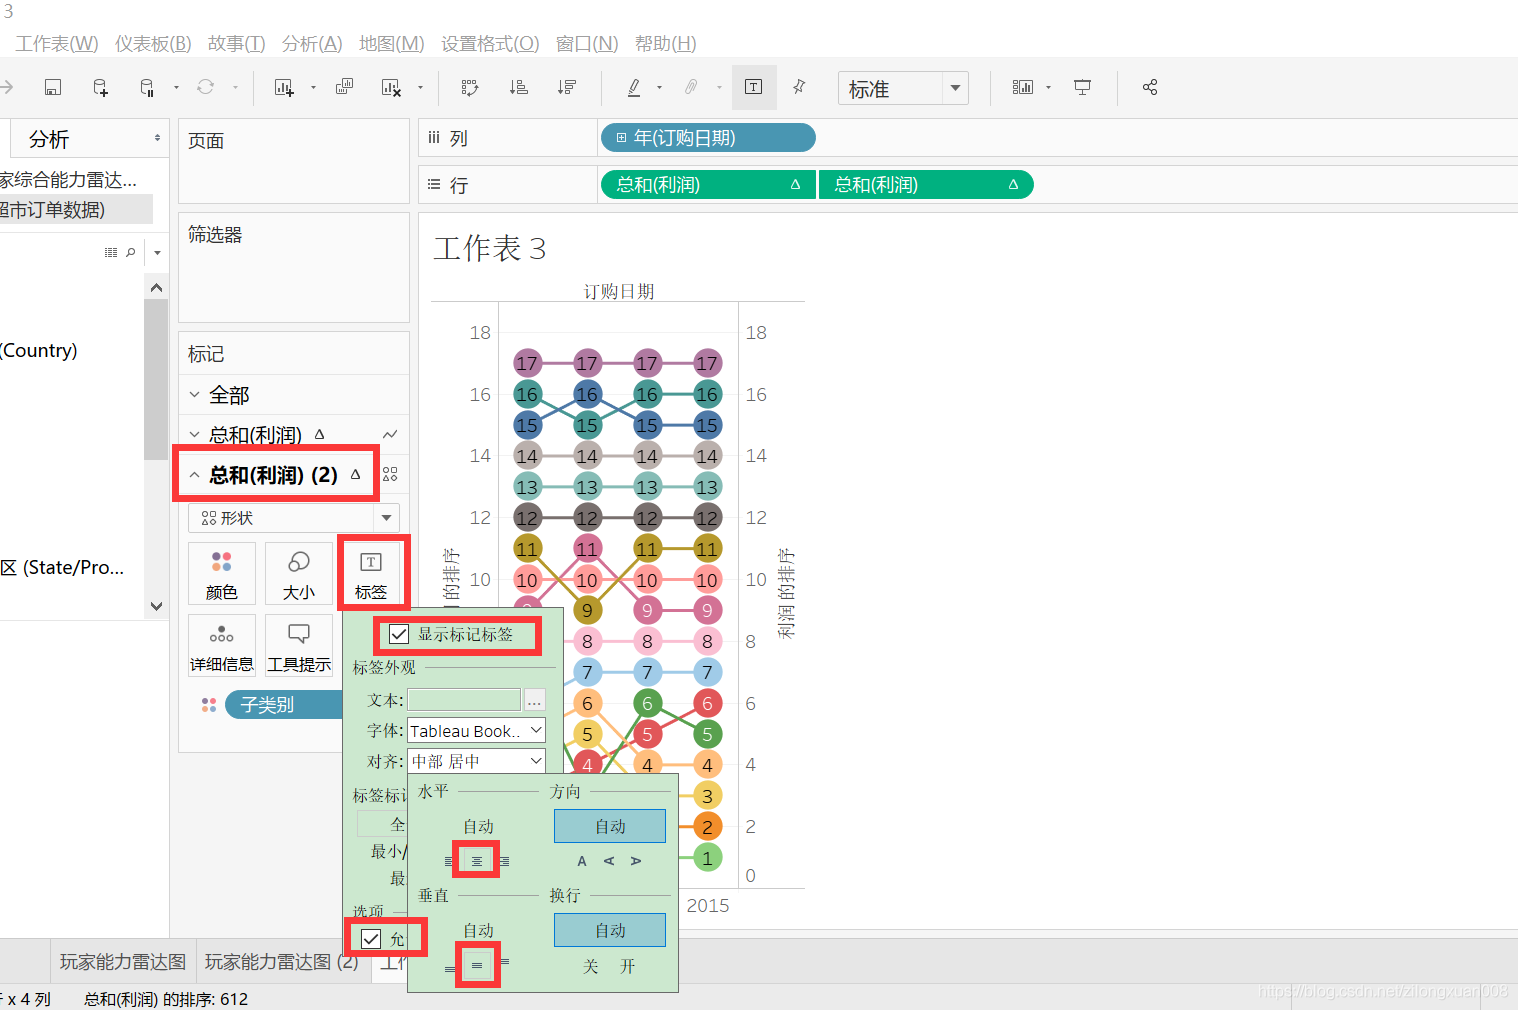 3
工作表(W) 仪表板(B) 故事(T) 分析(A) 地图(M) 设置格式(O) 窗口(N) 帮助(H)
标准
分析
家综合能力雷达...
超市订单数据)
(Country)
区 (State/Pro...
页面
筛选器
标记
全部
总和(利润)
总和(利润) (2)
形状
颜色 大小 标签
详细信息 工具提示
子类别
列 年(订购日期)
行 总和(利润) 总和(利润)
工作表 3
订购日期
18 18
17 17 17 17
16 16 16 16 16 16
15 15 15 15
14 14 14 14 14 14
13 13 13 13
12 12 12 12 12 12
11 11 11 11
10 10 10 10 10 10
9 9 9
8 8 8 8
7 7 7
6 6 6 6
5 5 5
4 4 4 4
3
2 2
1
0
的排序
利润 的排序
2015
显示标记标签
标签外观
文本: ...
字体: Tableau Book..
对齐: 中部 居中
标签标记
全
最小/
最
选项
允
水平 方向
自动 自动
A A A
垂直 换行
自动 自动
关 开
玩家能力雷达图 玩家能力雷达图 (2) 工作
行 x 4 列 总和(利润) 的排序: 612
https://blog.csdn.net/zllongxuan008